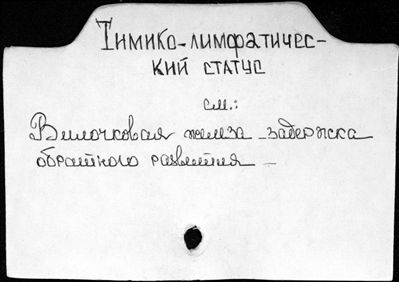 Тимико-лимфатичес-
кий статус
см.:
Вилочковая железа - задержка
обратного развития -